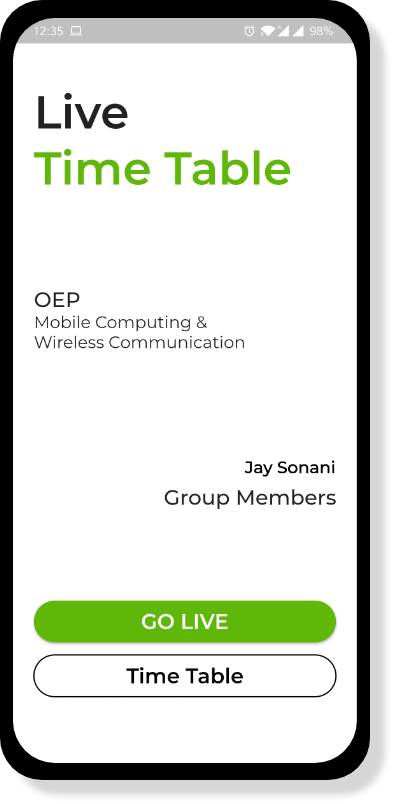 12:35 98%
Live
Time Table
OEP
Mobile Computing &
Wireless Communication
Jay Sonani
Group Members
GO LIVE
Time Table